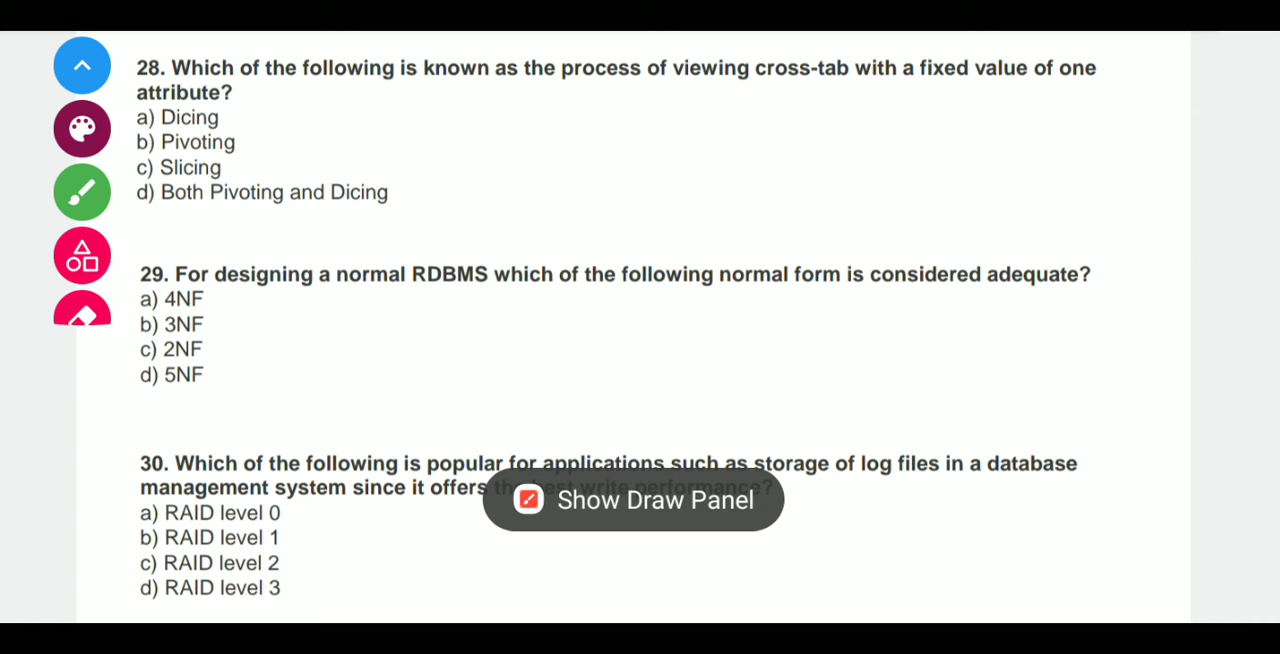 28. Which of the following is known as the process of viewing cross-tab with a fixed value of one
attribute?
a) Dicing
b) Pivoting
c) Slicing
d) Both Pivoting and Dicing
29. For designing a normal RDBMS which of the following normal form is considered adequate?
a) 4NF
b) 3NF
c) 2NF
d) 5NF
30. Which of the following is popular for applications such as storage of log files in a database
management system since it offers the best write performance?
Show Draw Panel
a) RAID level 0
b) RAID level 1
c) RAID level 2
d) RAID level 3